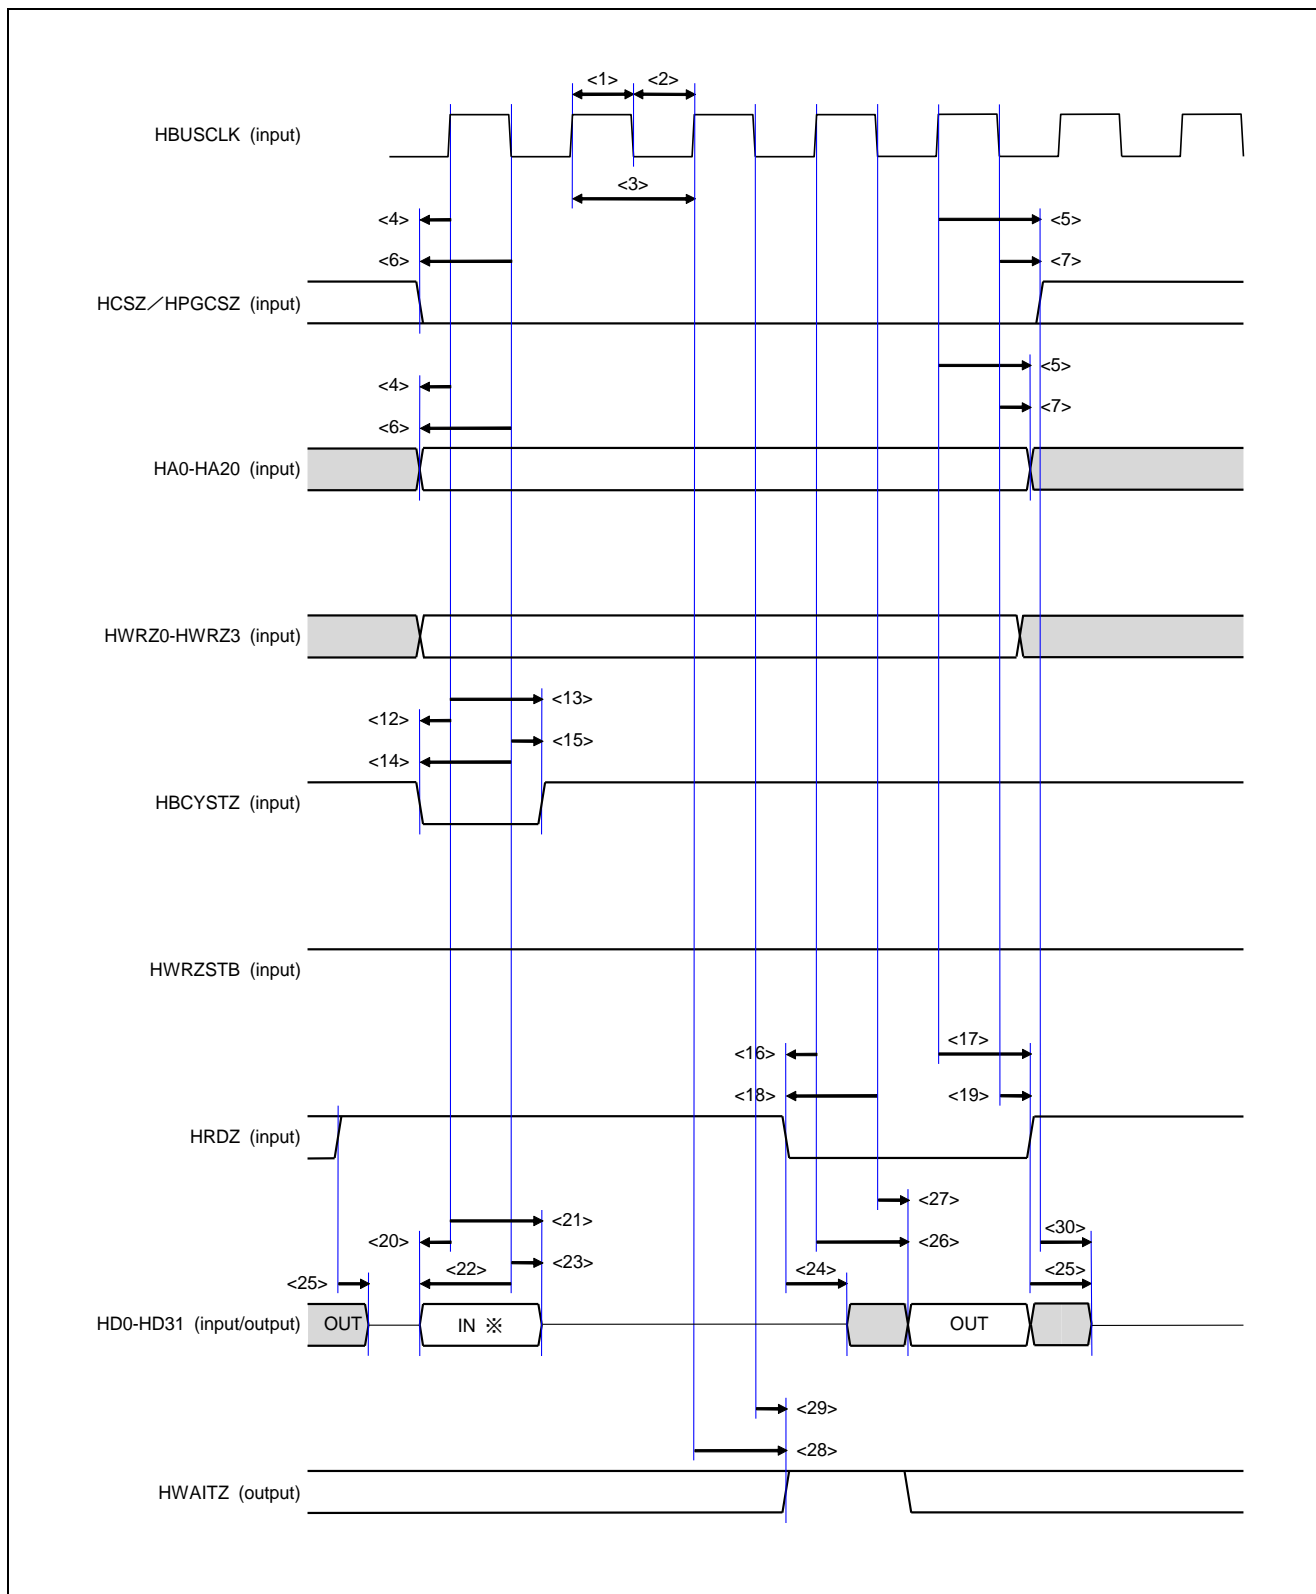 <1> <2>
HBUSCLK (input)
<3>
<4> <5>
<6> <7>
HCSZ／HPGCSZ (input)
<5>
<4>
<7>
<6>
HA0-HA20 (input)
HWRZ0-HWRZ3 (input)
<13>
<12>
<15>
<14>
HBCYSTZ (input)
HWRZSTB (input)
<16> <17>
<18> <19>
HRDZ (input)
<27>
<21>
<20> <26> <30>
<23>
<25> <22> <24> <25>
HD0-HD31 (input/output) OUT IN ※ OUT
<29>
<28>
HWAITZ (output)